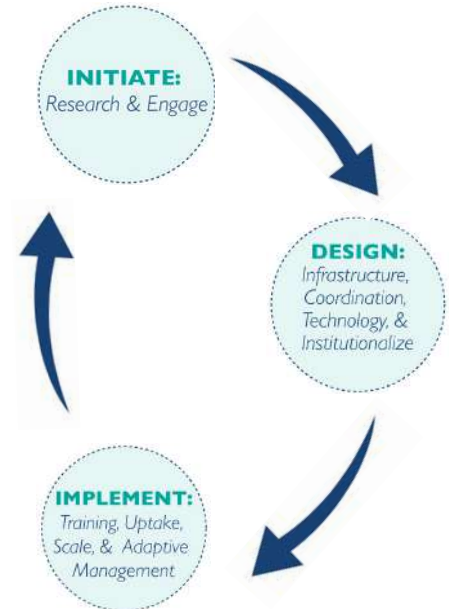 INITIATE:
Research & Engage
DESIGN:
Infrastructure,
Coordination,
Technology, &
Institutionalize
IMPLEMENT:
Training, Uptake,
Scale, & Adaptive
Management